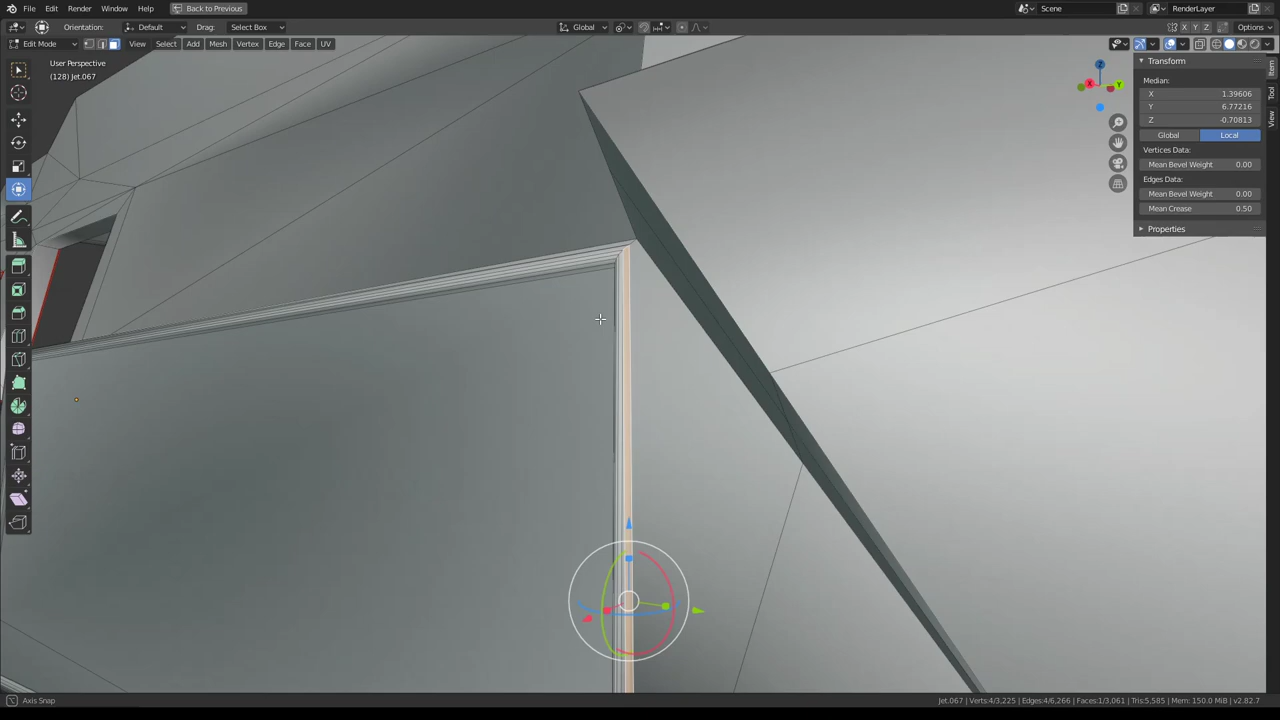 File Edit Render Window Help Back to Previous Scene RenderLayer
Orientation: Default Drag: Select Box Global X Y Z Options
Edit Mode View Select Add Mesh Vertex Edge Face UV
User Perspective
(128) Jet.067
Z
X
Y
Transform
Median:
X 1.39606
Y 6.77216
Z -0.70813
Global Local
Vertices Data:
Mean Bevel Weight 0.00
Edges Data:
Mean Bevel Weight 0.00
Mean Crease 0.50
Properties
Item
Tool
View
Axis Snap
Jet.067 | Verts:4/3,225 | Edges:4/6,266 | Faces:1/3,061 | Tris:5,585 | Mem: 150.0 MiB | v2.82.7